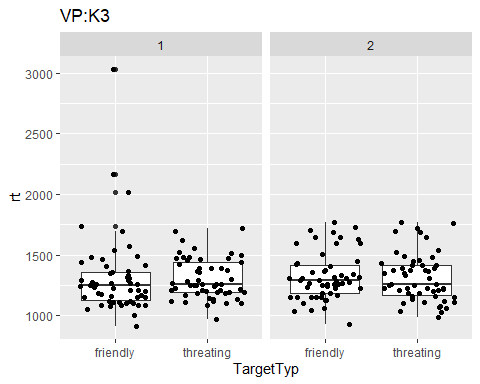 VP:K3
1
2
3000
2500
2000
1500
1000
rt
friendly
threating
friendly
threating
TargetTyp